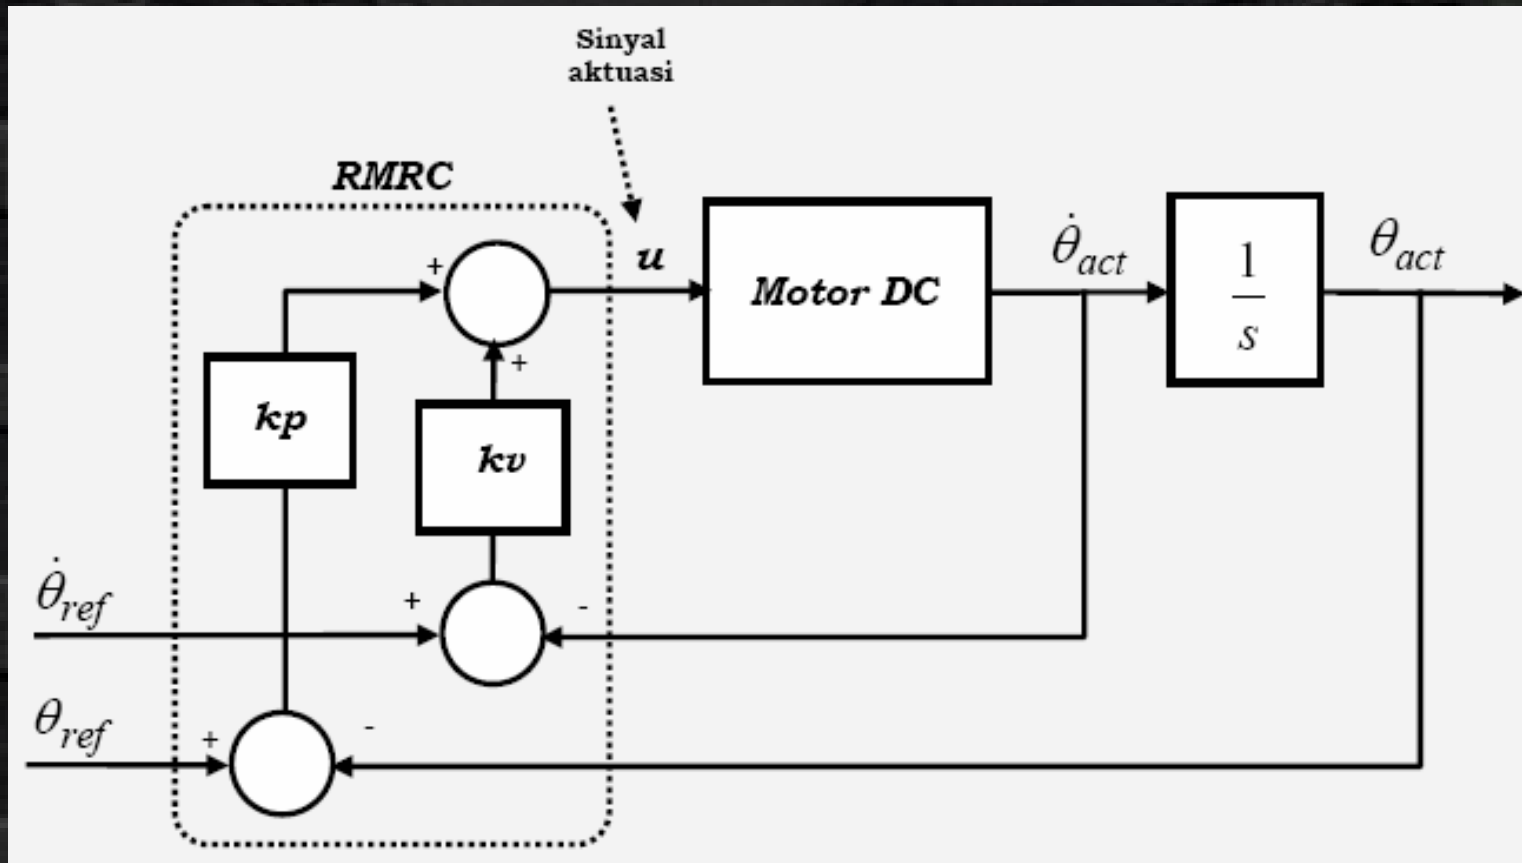 Sinyal
aktuasi
RMRC
+
u
Motor DC
θ̇act
1
s
θact
+
kp
kv
θ̇ref
+
-
θref
+
-